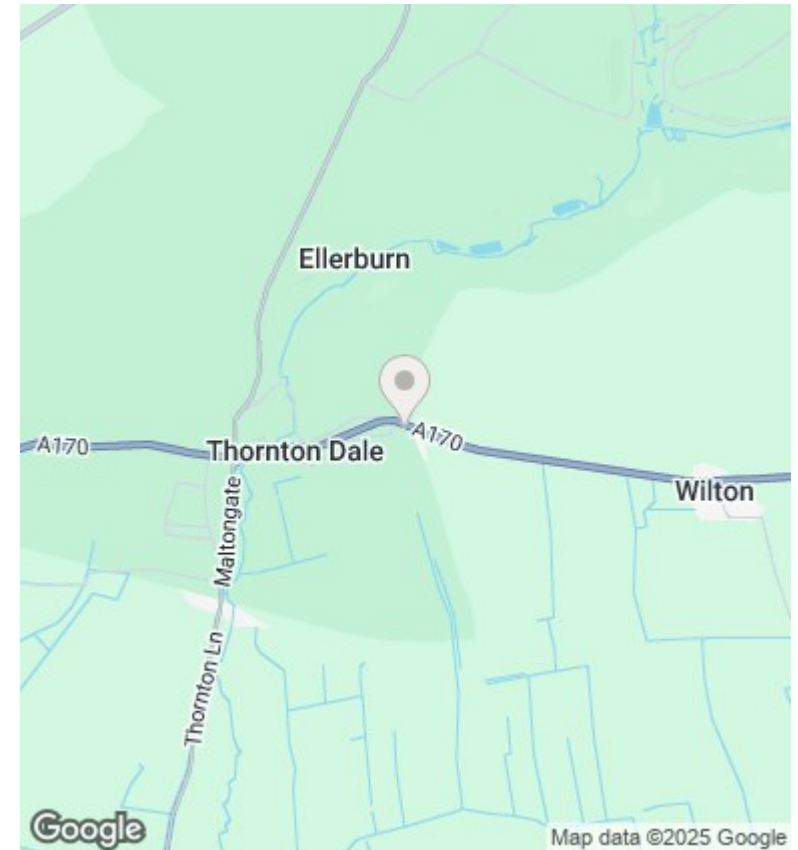 Ellerburn
A170
Thornton Dale
A170
Wilton
Maltongate
Thornton Ln
Google
Map data ©2025 Google